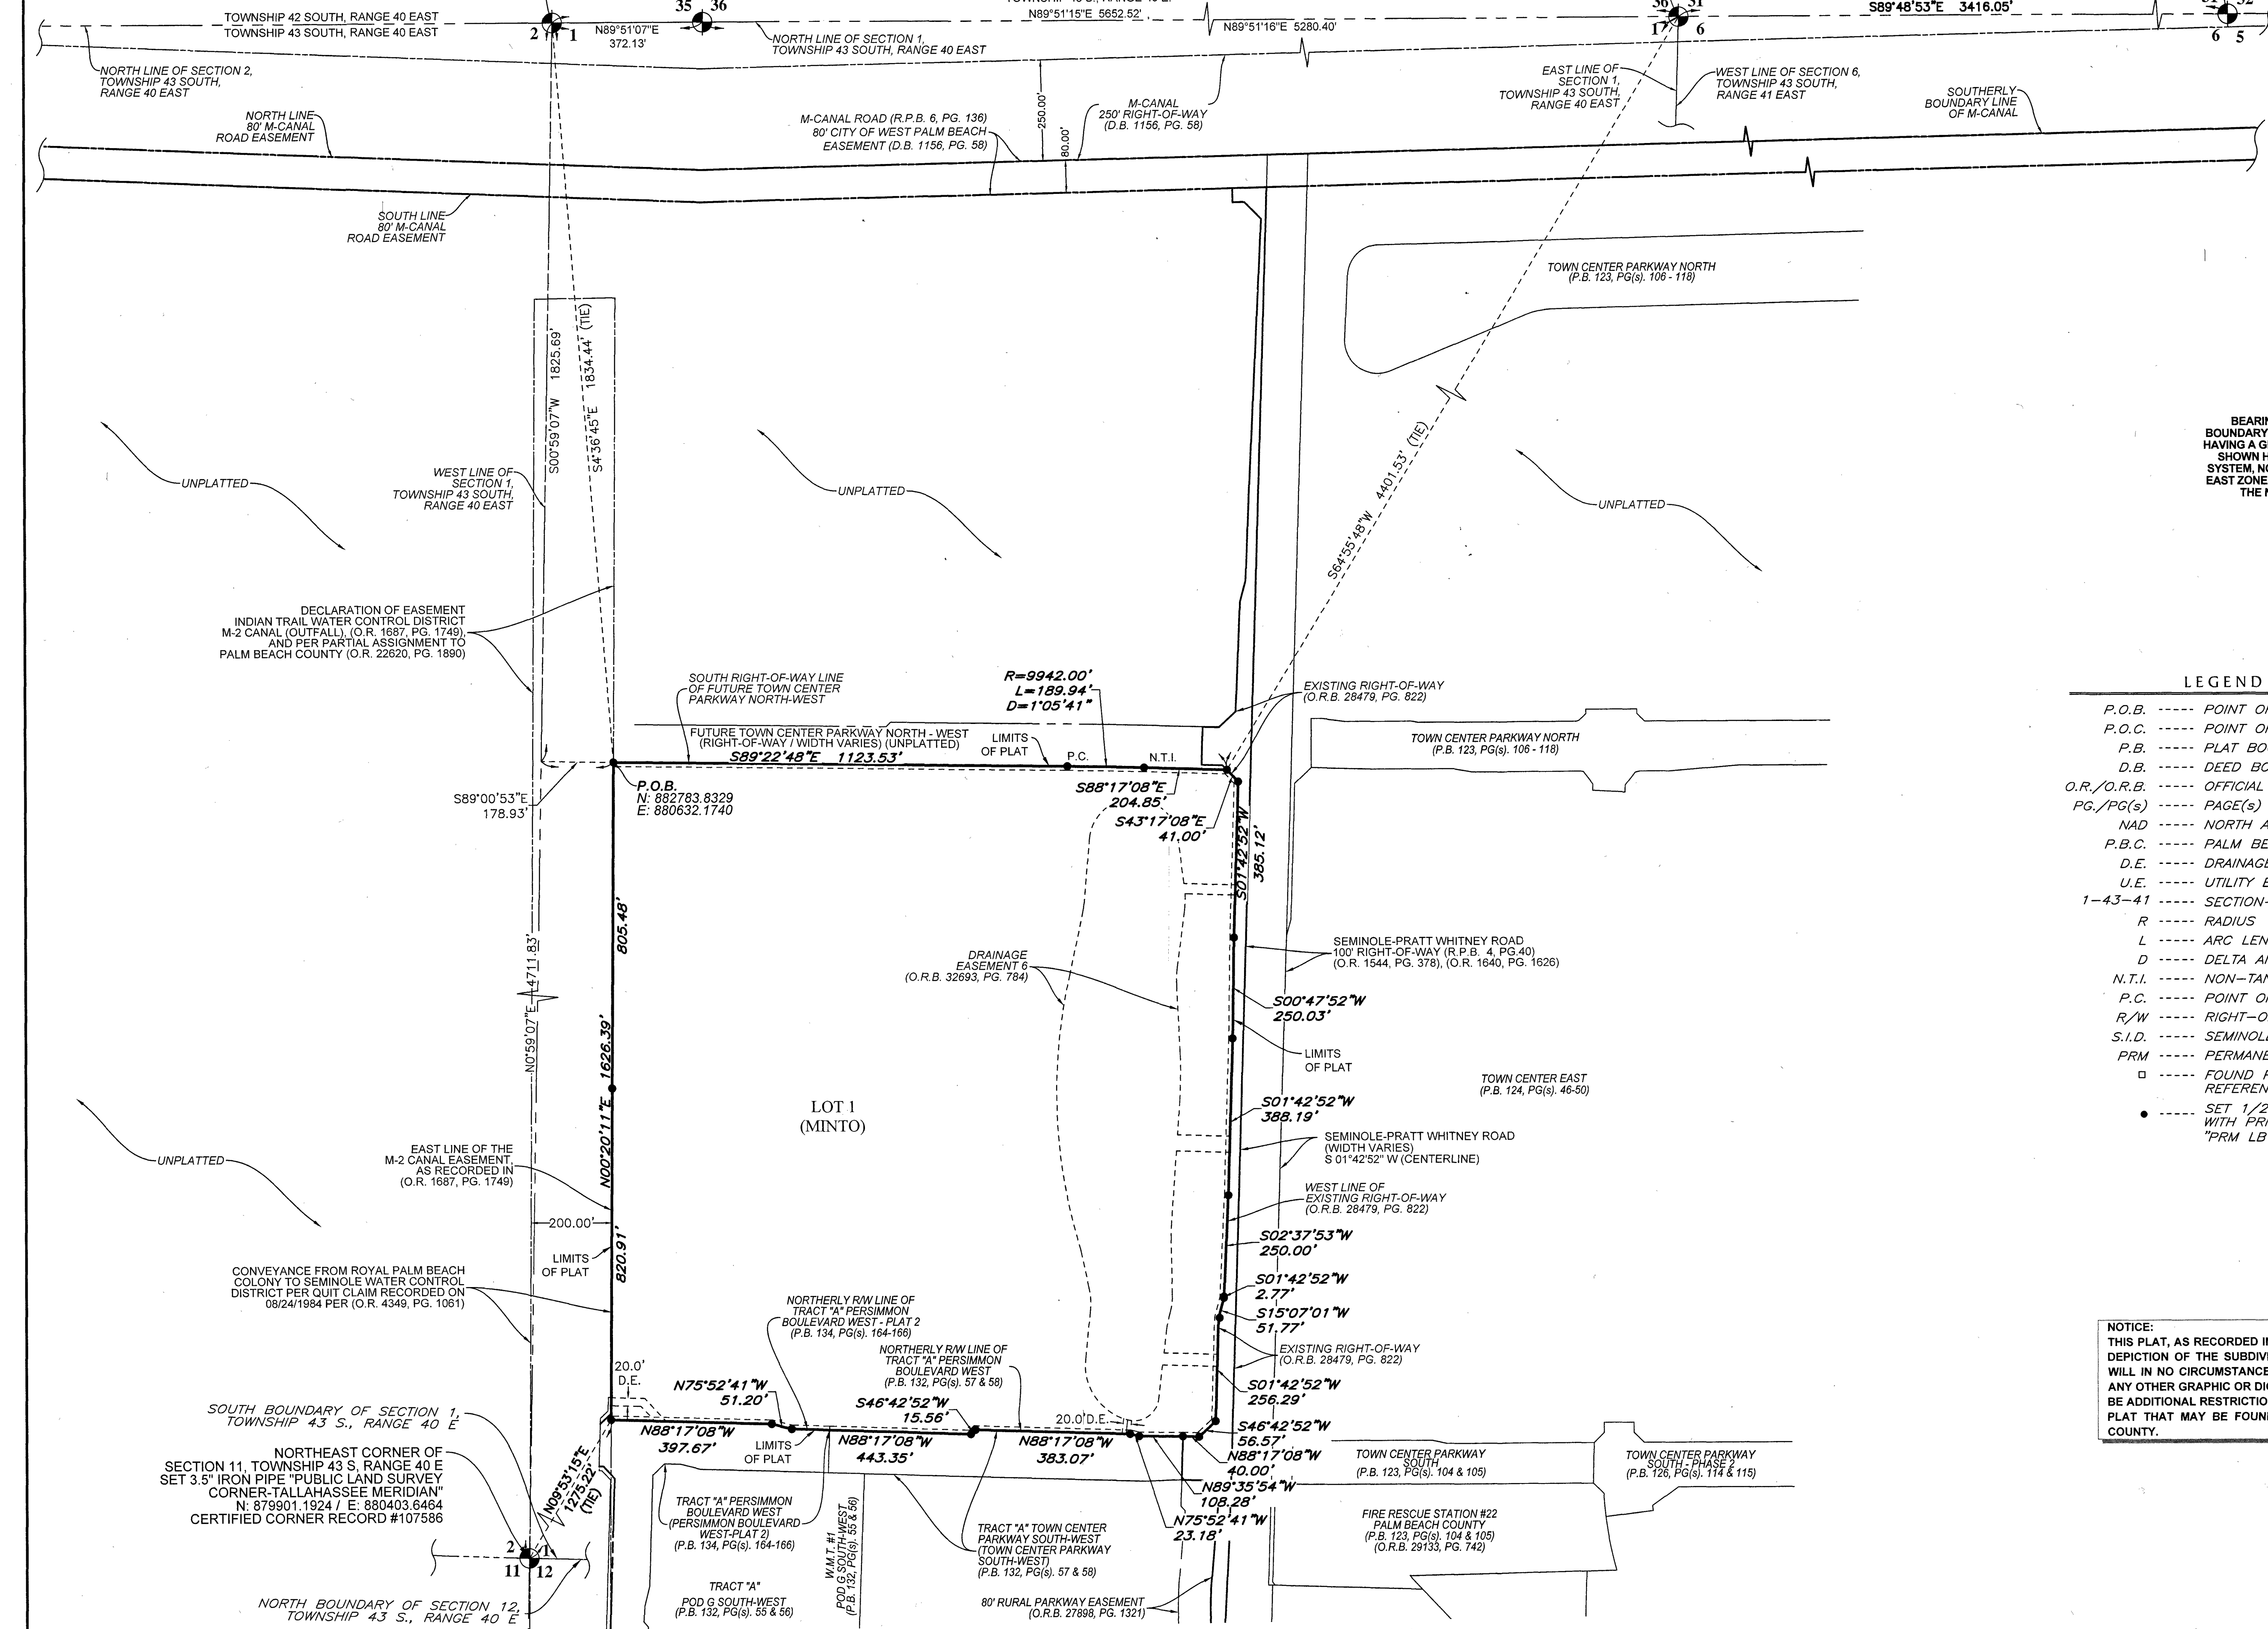 TOWNSHIP 42 SOUTH, RANGE 40 EAST
TOWNSHIP 43 SOUTH, RANGE 40 EAST
2 1
35 36
N89°51'07"E
372.13'
NORTH LINE OF SECTION 1,
TOWNSHIP 43 SOUTH, RANGE 40 EAST
N89°51'15"E 5652.52'
N89°51'16"E 5280.40'
36 31
1 6
S89°48'53"E 3416.05'
6 5
NORTH LINE OF SECTION 2,
TOWNSHIP 43 SOUTH,
RANGE 40 EAST
NORTH LINE
80' M-CANAL
ROAD EASEMENT
M-CANAL ROAD (R.P.B. 6, PG. 136)
80' CITY OF WEST PALM BEACH
EASEMENT (D.B. 1156, PG. 58)
250.00'
80.00'
M-CANAL
250' RIGHT-OF-WAY
(D.B. 1156, PG. 58)
EAST LINE OF
SECTION 1,
TOWNSHIP 43 SOUTH,
RANGE 40 EAST
WEST LINE OF SECTION 6,
TOWNSHIP 43 SOUTH,
RANGE 41 EAST
SOUTHERLY
BOUNDARY LINE
OF M-CANAL
SOUTH LINE
80' M-CANAL
ROAD EASEMENT
TOWN CENTER PARKWAY NORTH
(P.B. 123, PG(s). 106 - 118)
S00°59'07"W 1825.69'
S4°36'45"E 1834.44' (TIE)
S64°55'48"W 4401.53' (TIE)
UNPLATTED
WEST LINE OF
SECTION 1,
TOWNSHIP 43 SOUTH,
RANGE 40 EAST
UNPLATTED
UNPLATTED
BEARIN
BOUNDARY
HAVING A G
SHOWN H
SYSTEM, NO
EAST ZONE
THE N
DECLARATION OF EASEMENT
INDIAN TRAIL WATER CONTROL DISTRICT
M-2 CANAL (OUTFALL), (O.R. 1687, PG. 1749),
AND PER PARTIAL ASSIGNMENT TO
PALM BEACH COUNTY (O.R. 22620, PG. 1890)
SOUTH RIGHT-OF-WAY LINE
OF FUTURE TOWN CENTER
PARKWAY NORTH-WEST
R=9942.00'
L=189.94'
D=1°05'41"
EXISTING RIGHT-OF-WAY
(O.R.B. 28479, PG. 822)
FUTURE TOWN CENTER PARKWAY NORTH - WEST
(RIGHT-OF-WAY / WIDTH VARIES) (UNPLATTED)
S89°22'48"E 1123.53'
LIMITS
OF PLAT
P.C.
N.T.I.
TOWN CENTER PARKWAY NORTH
(P.B. 123, PG(s). 106 - 118)
S89°00'53"E
178.93'
P.O.B.
N: 882783.8329
E: 880632.1740
S88°17'08"E
204.85'
S43°17'08"E
41.00'
S01°42'52"W
385.12'
LEGEND
P.O.B. ----- POINT O
P.O.C. ----- POINT O
P.B. ----- PLAT BO
D.B. ----- DEED BO
O.R./O.R.B. ----- OFFICIAL
PG./PG(s) ----- PAGE(s)
NAD ----- NORTH A
P.B.C. ----- PALM BE
D.E. ----- DRAINAGE
U.E. ----- UTILITY E
1-43-41 ----- SECTION-
R ----- RADIUS
L ----- ARC LEN
D ----- DELTA A
N.T.I. ----- NON-TAN
P.C. ----- POINT O
R/W ----- RIGHT-O
S.I.D. ----- SEMINOLE
PRM ----- PERMANE
----- FOUND P
REFEREN
----- SET 1/2
WITH PR
"PRM LB
805.48'
N0°59'07"E 4711.83'
N00°20'11"E 1626.39'
DRAINAGE
EASEMENT 6
(O.R.B. 32693, PG. 784)
SEMINOLE-PRATT WHITNEY ROAD
100' RIGHT-OF-WAY (R.P.B. 4, PG.40)
(O.R. 1544, PG. 378), (O.R. 1640, PG. 1626)
S00°47'52"W
250.03'
LIMITS
OF PLAT
TOWN CENTER EAST
(P.B. 124, PG(s). 46-50)
LOT 1
(MINTO)
S01°42'52"W
388.19'
SEMINOLE-PRATT WHITNEY ROAD
(WIDTH VARIES)
S 01°42'52" W (CENTERLINE)
UNPLATTED
EAST LINE OF THE
M-2 CANAL EASEMENT,
AS RECORDED IN
(O.R. 1687, PG. 1749)
WEST LINE OF
EXISTING RIGHT-OF-WAY
(O.R.B. 28479, PG. 822)
200.00'
LIMITS
OF PLAT
820.91'
S02°37'53"W
250.00'
CONVEYANCE FROM ROYAL PALM BEACH
COLONY TO SEMINOLE WATER CONTROL
DISTRICT PER QUIT CLAIM RECORDED ON
08/24/1984 PER (O.R. 4349, PG. 1061)
S01°42'52"W
2.77'
S15°07'01"W
51.77'
NORTHERLY R/W LINE OF
TRACT "A" PERSIMMON
BOULEVARD WEST - PLAT 2
(P.B. 134, PG(s). 164-166)
NORTHERLY R/W LINE OF
TRACT "A" PERSIMMON
BOULEVARD WEST
(P.B. 132, PG(s). 57 & 58)
EXISTING RIGHT-OF-WAY
(O.R.B. 28479, PG. 822)
NOTICE:
THIS PLAT, AS RECORDED I
DEPICTION OF THE SUBDIV
WILL IN NO CIRCUMSTANCE
ANY OTHER GRAPHIC OR DI
BE ADDITIONAL RESTRICTIO
PLAT THAT MAY BE FOUN
COUNTY.
20.0'
D.E.
N75°52'41"W
51.20'
S46°42'52"W
15.56'
20.0'D.E.
S01°42'52"W
256.29'
S46°42'52"W
56.57'
SOUTH BOUNDARY OF SECTION 1,
TOWNSHIP 43 S., RANGE 40 E
N88°17'08"W
397.67'
LIMITS
OF PLAT
N88°17'08"W
443.35'
N88°17'08"W
383.07'
N88°17'08"W
40.00'
N89°35'54"W
108.28'
N75°52'41"W
23.18'
TOWN CENTER PARKWAY
SOUTH
(P.B. 123, PG(s). 104 & 105)
TOWN CENTER PARKWAY
SOUTH - PHASE 2
(P.B. 126, PG(s). 114 & 115)
NORTHEAST CORNER OF
SECTION 11, TOWNSHIP 43 S, RANGE 40 E
SET 3.5" IRON PIPE "PUBLIC LAND SURVEY
CORNER-TALLAHASSEE MERIDIAN"
N: 879901.1924 / E: 880403.6464
CERTIFIED CORNER RECORD #107586
N09°53'15"E
1275.22'
(TIE)
TRACT "A" PERSIMMON
BOULEVARD WEST
(PERSIMMON BOULEVARD
WEST-PLAT 2)
(P.B. 134, PG(s). 164-166)
W.M.T. #1
POD G SOUTH-WEST
(P.B. 132, PG(s). 55 & 56)
TRACT "A" TOWN CENTER
PARKWAY SOUTH-WEST
(TOWN CENTER PARKWAY
SOUTH-WEST)
(P.B. 132, PG(s). 57 & 58)
FIRE RESCUE STATION #22
PALM BEACH COUNTY
(P.B. 123, PG(s). 104 & 105)
(O.R.B. 29133, PG. 742)
2 1
11 12
TRACT "A"
POD G SOUTH-WEST
(P.B. 132, PG(s). 55 & 56)
80' RURAL PARKWAY EASEMENT
(O.R.B. 27898, PG. 1321)
NORTH BOUNDARY OF SECTION 12,
TOWNSHIP 43 S., RANGE 40 E